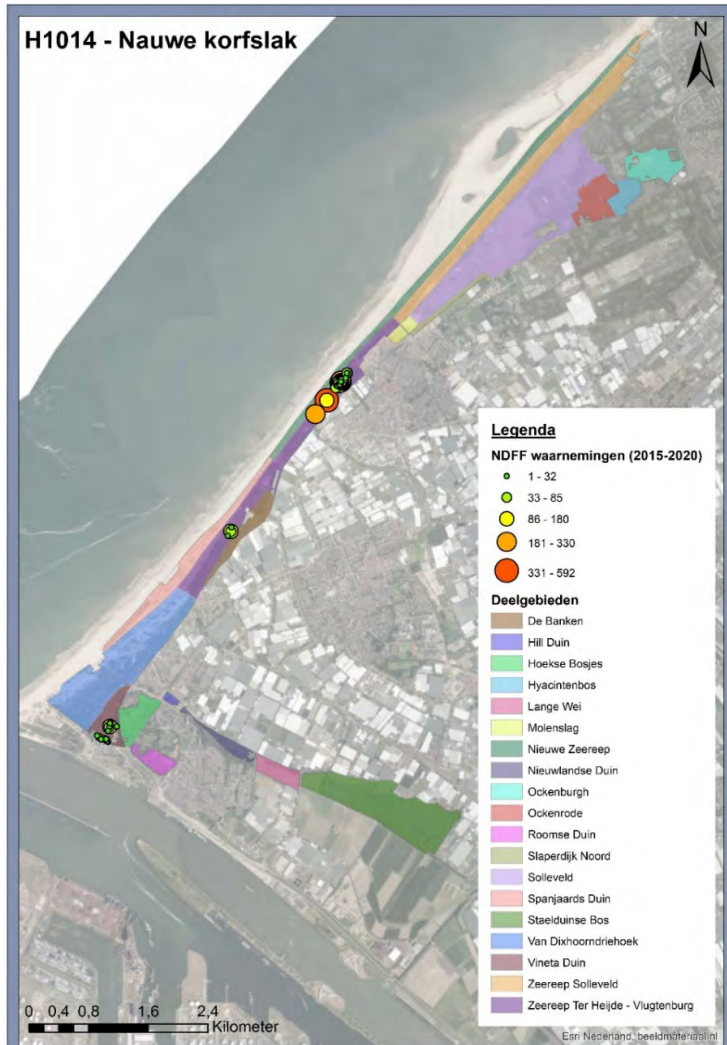 H1014 - Nauwe korfslak
N
Legenda
NDFF waarnemingen (2015-2020)
1 - 32
33 - 85
86 - 180
181 - 330
331 - 592
Deelgebieden
De Banken
Hill Duin
Hoekse Bosjes
Hyacintenbos
Lange Wei
Molenslag
Nieuwe Zeereep
Nieuwlandse Duin
Ockenburgh
Ockenrode
Roomse Duin
Slaperdijk Noord
Solleveld
Spanjaards Duin
Staelduinse Bos
Van Dixhoorndriehoek
Vineta Duin
Zeereep Solleveld
Zeereep Ter Heijde - Vlugtenburg
0 0,4 0,8 1,6 2,4
Kilometer
Esri Nederland, beeldmateriaal.nl